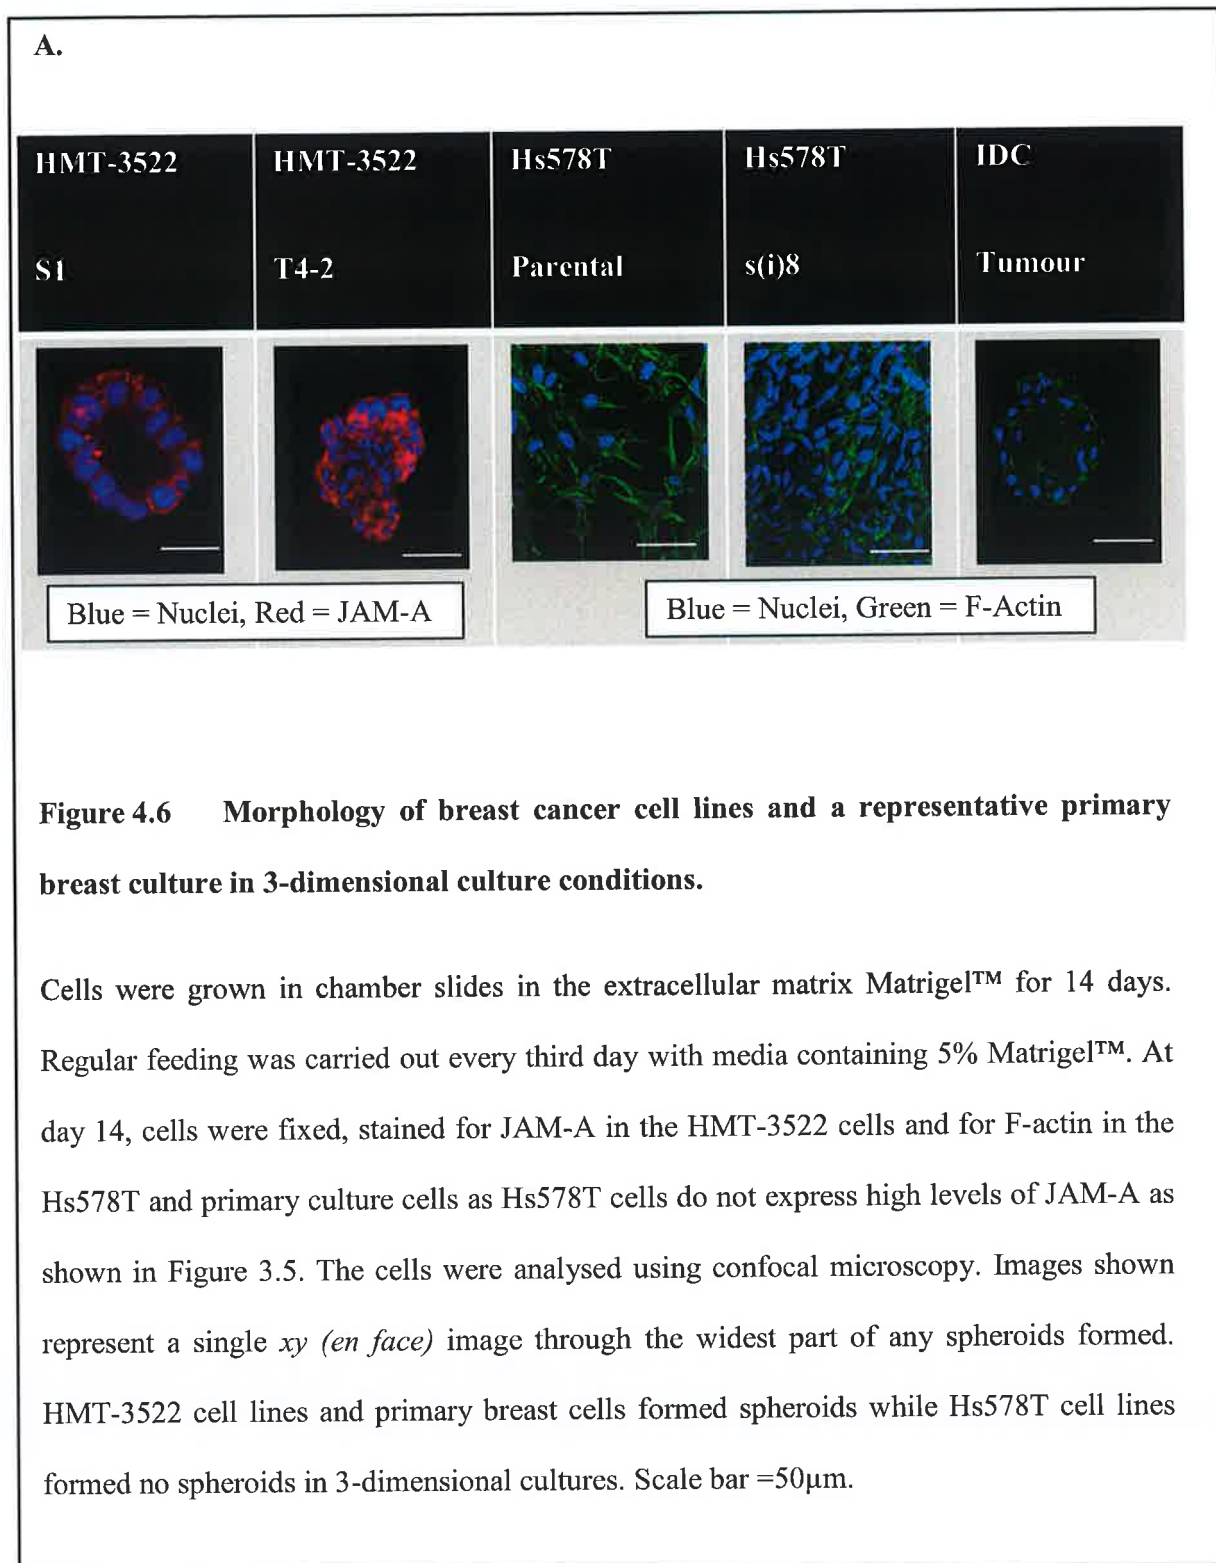 A.
HMT-3522 HMT-3522 Hs578T Hs578T IDC
S1 T4-2 Parental s(i)8 Tumour
Blue = Nuclei, Red = JAM-A Blue = Nuclei, Green = F-Actin
Figure 4.6 Morphology of breast cancer cell lines and a representative primary
breast culture in 3-dimensional culture conditions.
Cells were grown in chamber slides in the extracellular matrix Matrigel™ for 14 days.
Regular feeding was carried out every third day with media containing 5% Matrigel™. At
day 14, cells were fixed, stained for JAM-A in the HMT-3522 cells and for F-actin in the
Hs578T and primary culture cells as Hs578T cells do not express high levels of JAM-A as
shown in Figure 3.5. The cells were analysed using confocal microscopy. Images shown
represent a single xy (en face) image through the widest part of any spheroids formed.
HMT-3522 cell lines and primary breast cells formed spheroids while Hs578T cell lines
formed no spheroids in 3-dimensional cultures. Scale bar =50µm.